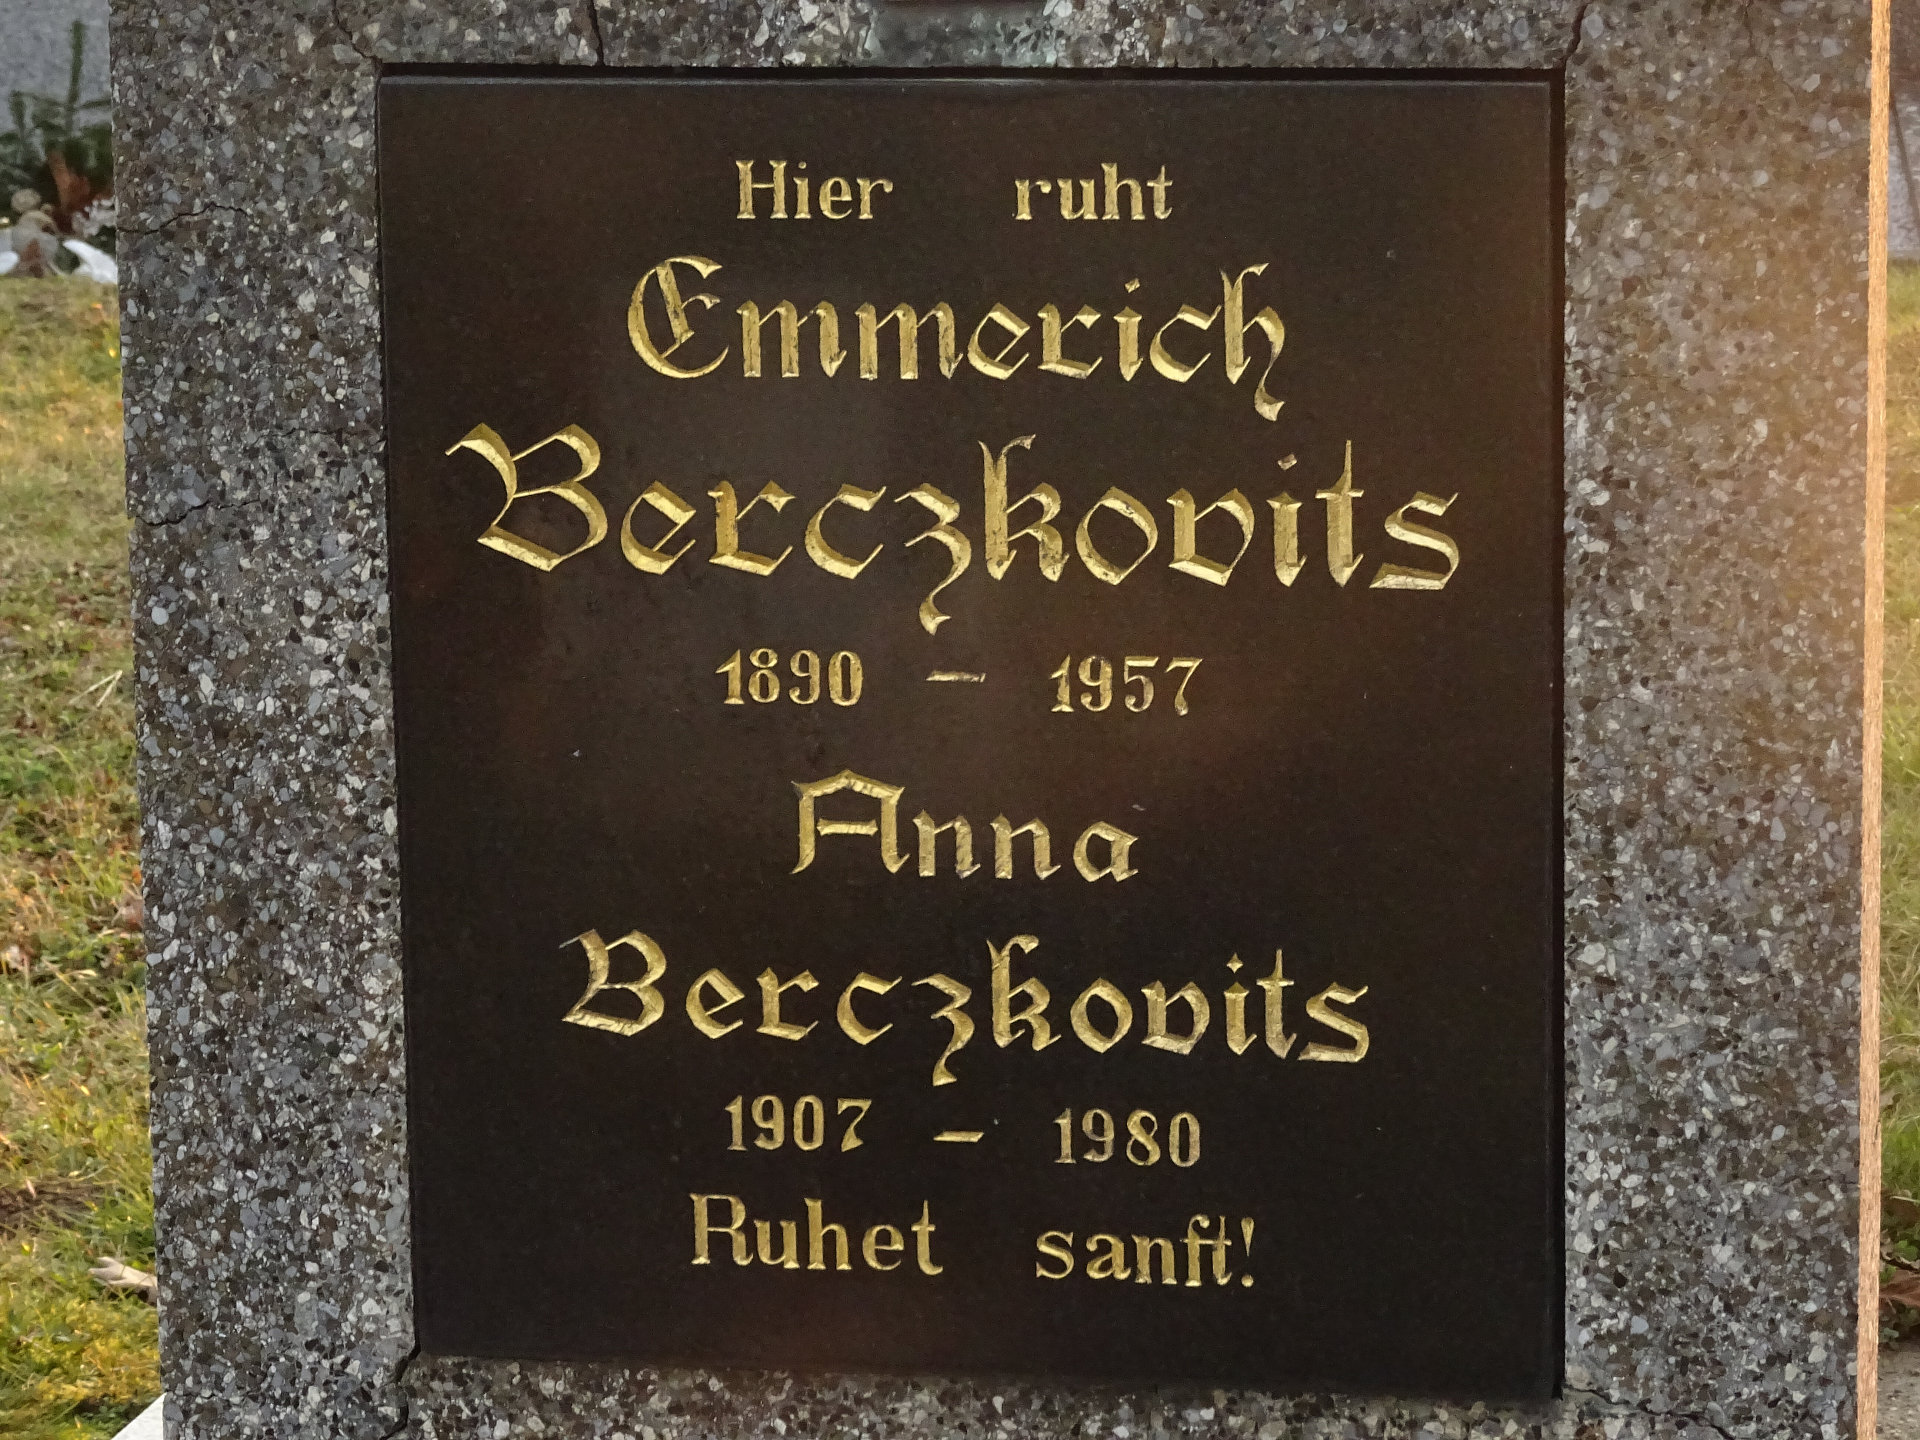 Hier ruht
Emmerich
Berczkovits
1890 – 1957
Anna
Berczkovits
1907 – 1980
Ruhet sanft!